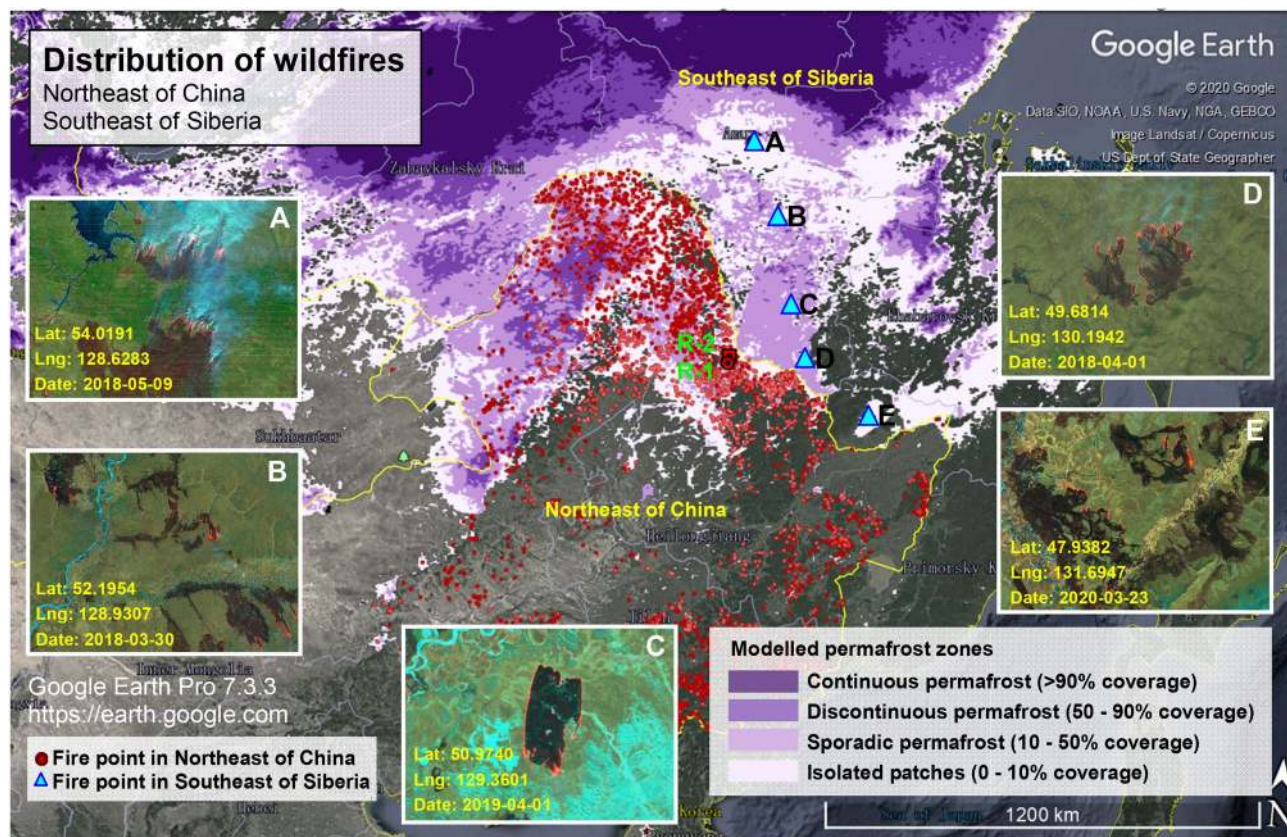 Distribution of wildfires
Northeast of China
Southeast of Siberia
Southeast of Siberia
Google Earth
© 2020 Google
Data SIO, NOAA, U.S. Navy, NGA, GEBCO
Image Landsat / Copernicus
US Dept of State Geographer
Zabaykalsky Krai
A
B
C
D
E
R-2
R-1
A
Lat: 54.0191
Lng: 128.6283
Date: 2018-05-09
D
Lat: 49.6814
Lng: 130.1942
Date: 2018-04-01
Sukhbaatar
B
Lat: 52.1954
Lng: 128.9307
Date: 2018-03-30
E
Lat: 47.9382
Lng: 131.6947
Date: 2020-03-23
Northeast of China
Heilongjiang
Primorsky K
Inner Mongolia
C
Lat: 50.9740
Lng: 129.3601
Date: 2019-04-01
Google Earth Pro 7.3.3
https://earth.google.com
Fire point in Northeast of China
Fire point in Southeast of Siberia
Modelled permafrost zones
Continuous permafrost (>90% coverage)
Discontinuous permafrost (50 - 90% coverage)
Sporadic permafrost (10 - 50% coverage)
Isolated patches (0 - 10% coverage)
Hebei
Korea
Sea of Japan
1200 km
N